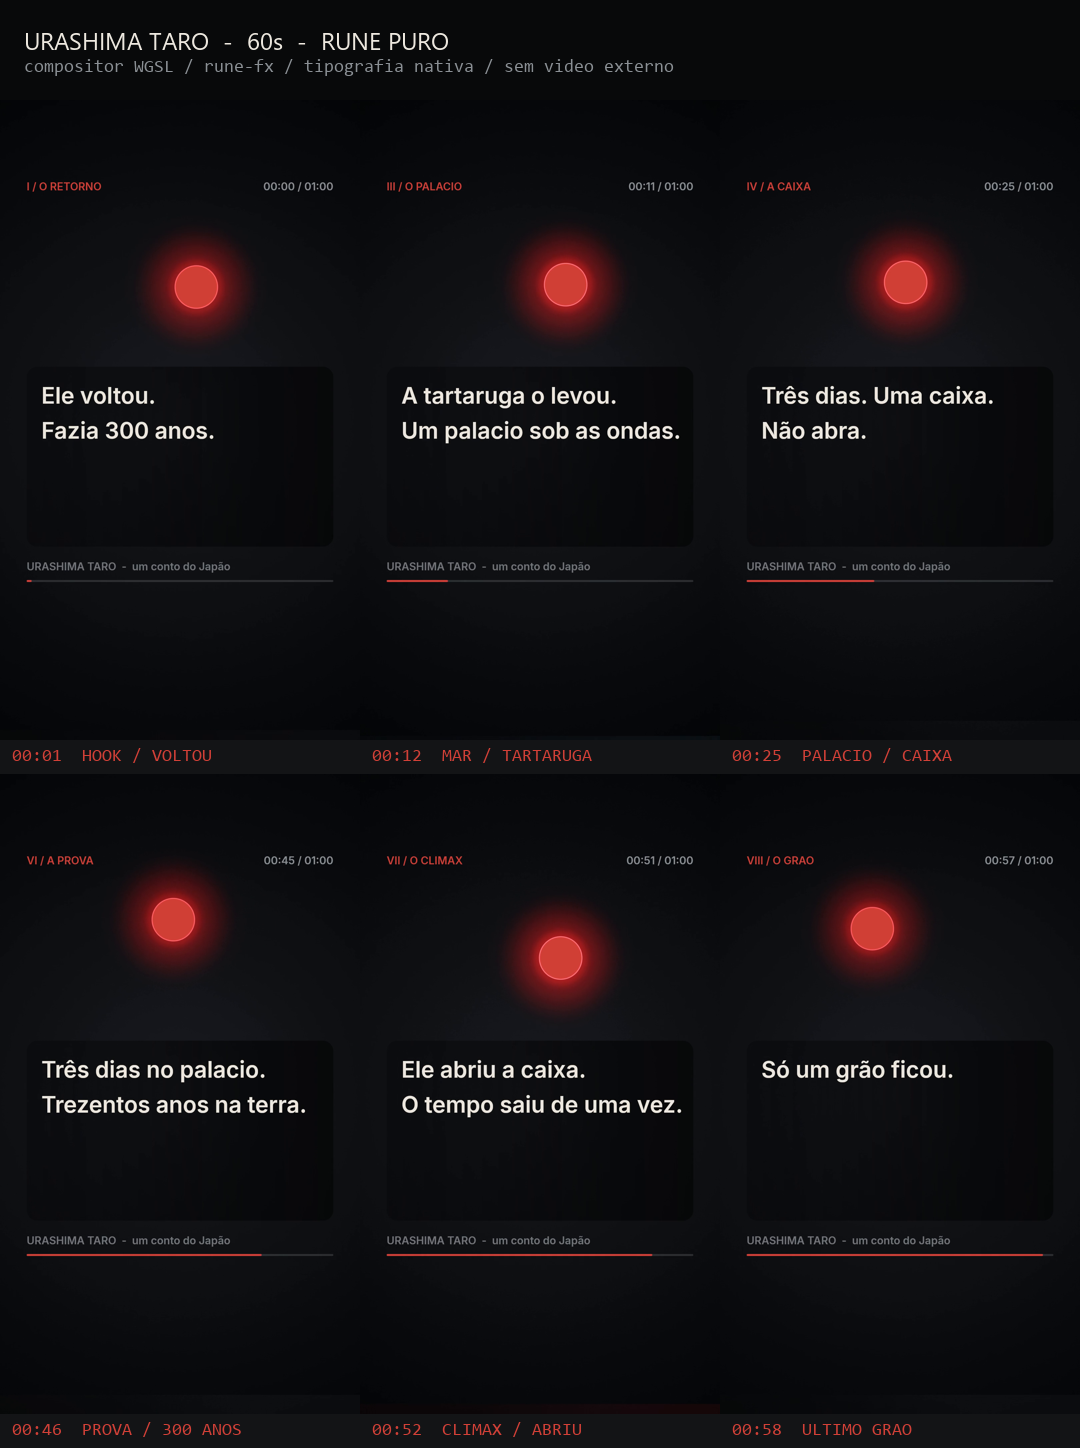 URASHIMA TARO - 60s - RUNE PURO
compositor WGSL / rune-fx / tipografia nativa / sem video externo
I / O RETORNO
00:00 / 01:00
Ele voltou.
Fazia 300 anos.
URASHIMA TARO - um conto do Japão
00:01 HOOK / VOLTOU
III / O PALACIO
00:11 / 01:00
A tartaruga o levou.
Um palacio sob as ondas.
URASHIMA TARO - um conto do Japão
00:12 MAR / TARTARUGA
IV / A CAIXA
00:25 / 01:00
Três dias. Uma caixa.
Não abra.
URASHIMA TARO - um conto do Japão
00:25 PALACIO / CAIXA
VI / A PROVA
00:45 / 01:00
Três dias no palacio.
Trezentos anos na terra.
URASHIMA TARO - um conto do Japão
00:46 PROVA / 300 ANOS
VII / O CLIMAX
00:51 / 01:00
Ele abriu a caixa.
O tempo saiu de uma vez.
URASHIMA TARO - um conto do Japão
00:52 CLIMAX / ABRIU
VIII / O GRAO
00:57 / 01:00
Só um grão ficou.
URASHIMA TARO - um conto do Japão
00:58 ULTIMO GRAO